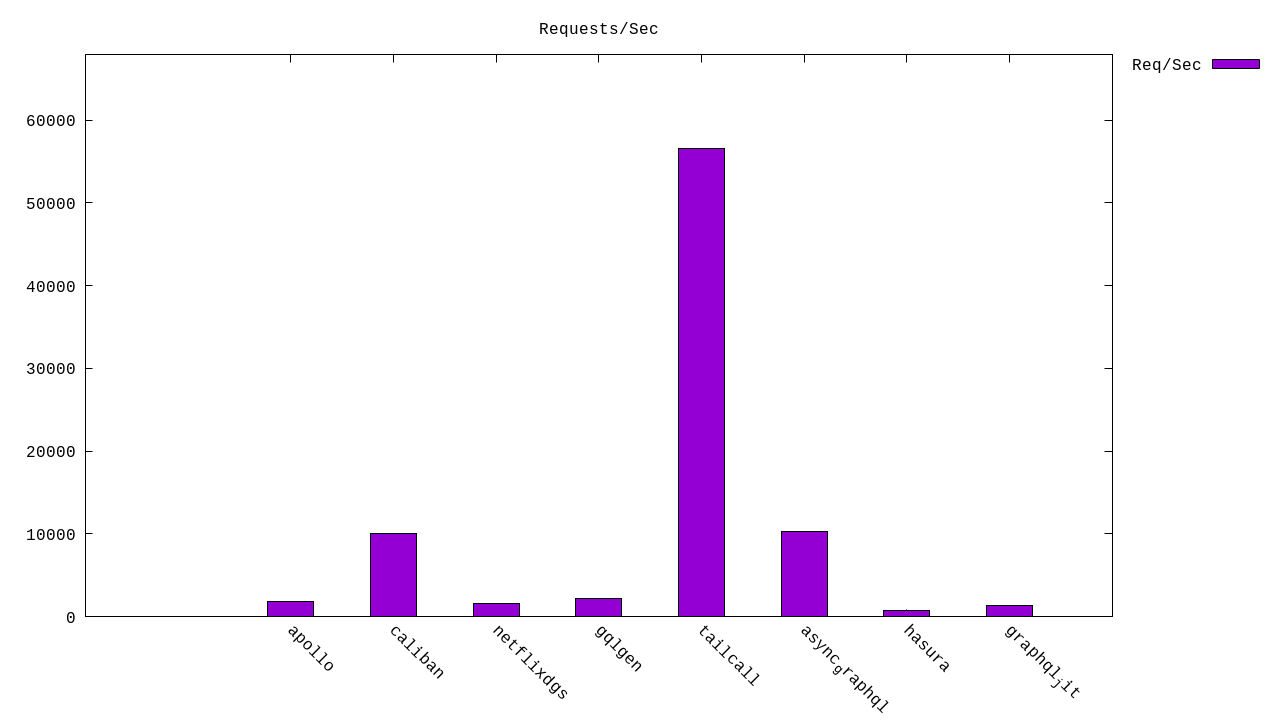 Requests/Sec
Req/Sec
60000
50000
40000
30000
20000
10000
0
apollo
caliban
netflixdgs
gqlgen
tailcall
async_graphql
hasura
graphql_jit